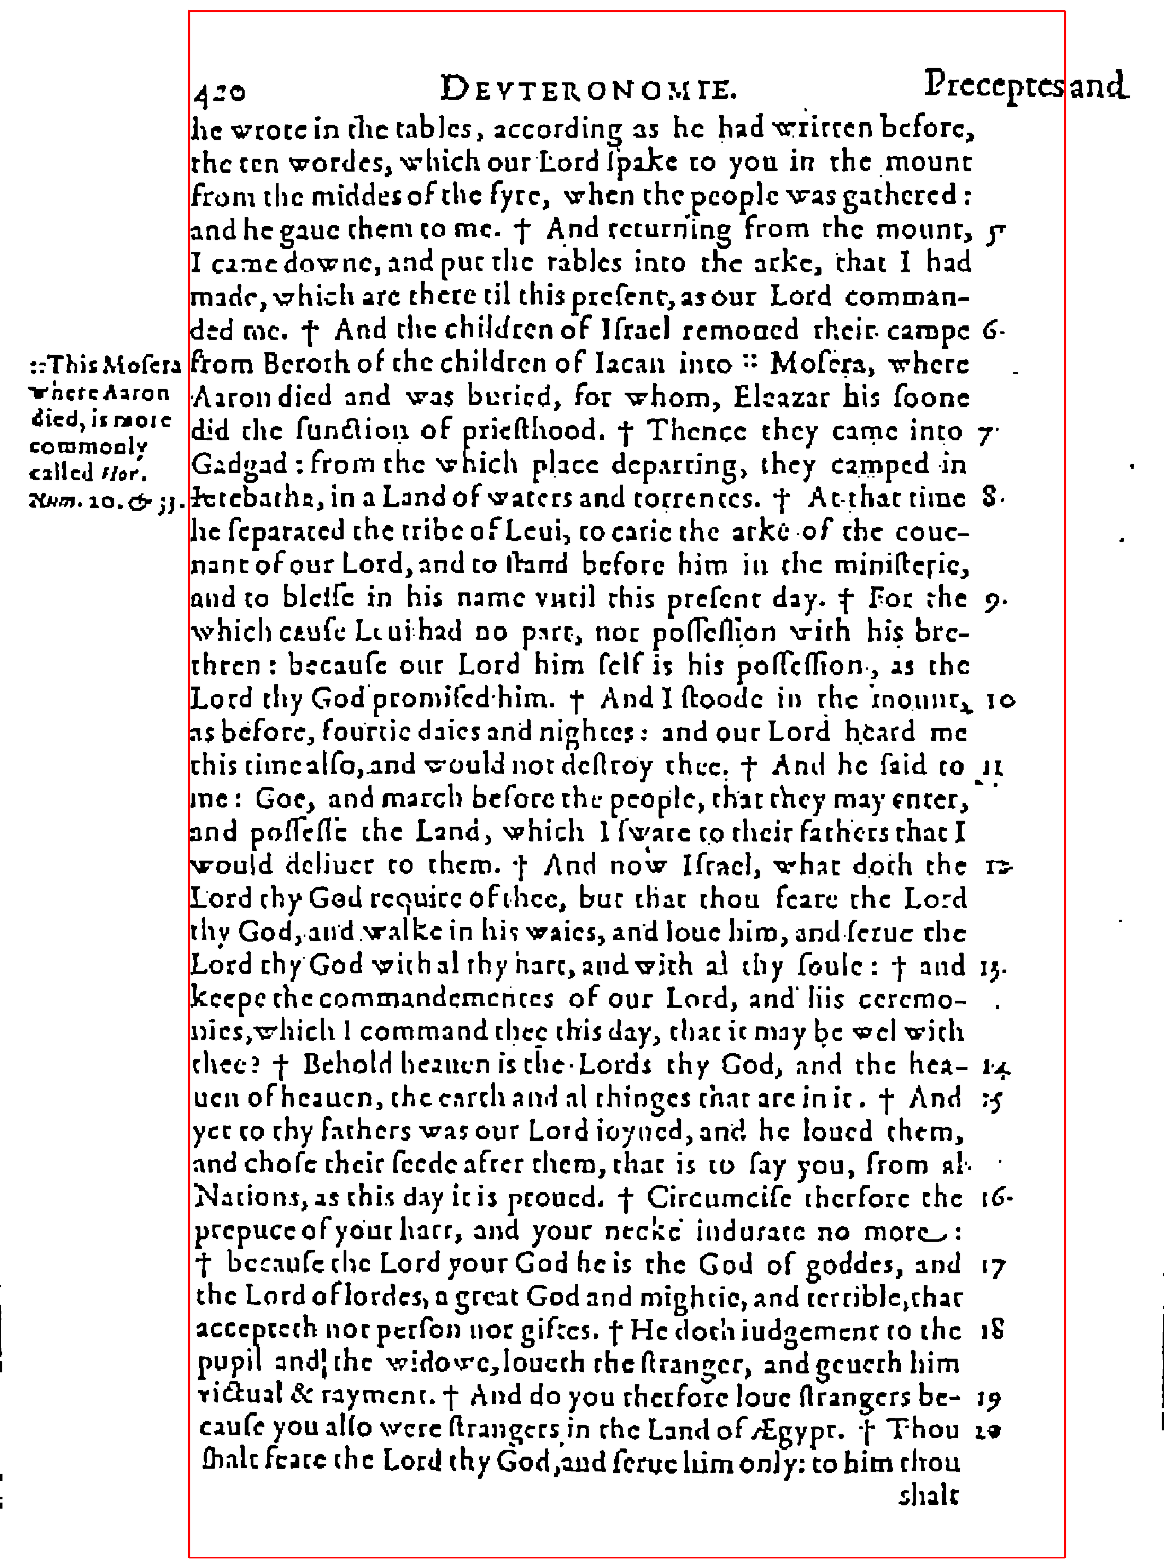 420 DEVTERONOMIE. Preceptes and
he wrote in the tables, according as he had written before,
the ten wordes, which our Lord ſpake to you in the mount
from the middes of the fyre, when the people was gathered:
and he gaue them to me. † And returning from the mount, 5
I came downe, and put the tables into the arke, that I had
made, which are there til this preſent, as our Lord comman-
ded me. † And the children of Iſrael remoued their campe 6
from Beroth of the children of Iacan into :: Moſera, where
Aaron died and was buried, for whom, Eleazar his ſonne
did the function of prieſthood. † Thence they came into 7
Gadgad: from the which place departing, they camped in
Ietebatha, in a Land of waters and torrentes. † At that time 8
he ſeparated the tribe of Leui, to carie the arke of the coue-
nant of our Lord, and to ſtand before him in the miniſterie,
and to bleſſe in his name vntil this preſent day. † For the 9
which cauſe Leui had no part, nor poſſeſſion with his bre-
thren: becauſe our Lord him ſelf is his poſſeſſion, as the
Lord thy God promiſed him. † And I ſtoode in the mount, 10
as before, fourtie daies and nightes: and our Lord heard me
this time alſo, and would not deſtroy thee. † And he ſaid to 11
me: Goe, and march before the people, that they may enter,
and poſſeſſe the Land, which I ſware to their fathers that I
would deliuer to them. † And now Iſrael, what doth the 12
Lord thy God require of thee, but that thou feare the Lord
thy God, and walke in his waies, and loue him, and ſerue the
Lord thy God with al thy hart, and with al thy ſoule: † and 13
keepe the commandementes of our Lord, and his ceremo-
nies, which I command thee this day, that it may be wel with
thee? † Behold heauen is the Lords thy God, and the hea- 14
uen of heauen, the earth and al thinges that are in it. † And 15
yet to thy fathers was our Lord ioyned, and he loued them,
and choſe their ſeede after them, that is to ſay you, from al
Nations, as this day it is proued. † Circumciſe therfore the 16
prepuce of your hart, and your necke indurate no more:
† becauſe the Lord your God he is the God of goddes, and 17
the Lord of lordes, a great God and mightie, and terrible, that
accepteth not perſon nor giftes. † He doth iudgement to the 18
pupil and the widowe, loueth the ſtranger, and geueth him
victual & rayment. † And do you therfore loue ſtrangers be- 19
cauſe you alſo were ſtrangers in the Land of Ægypt. † Thou 20
ſhalt feare the Lord thy God, and ſerue him only: to him thou
shalt
:: This Moſera
where Aaron
died, is more
commonly
called Hor.
Num. 20. & 33.